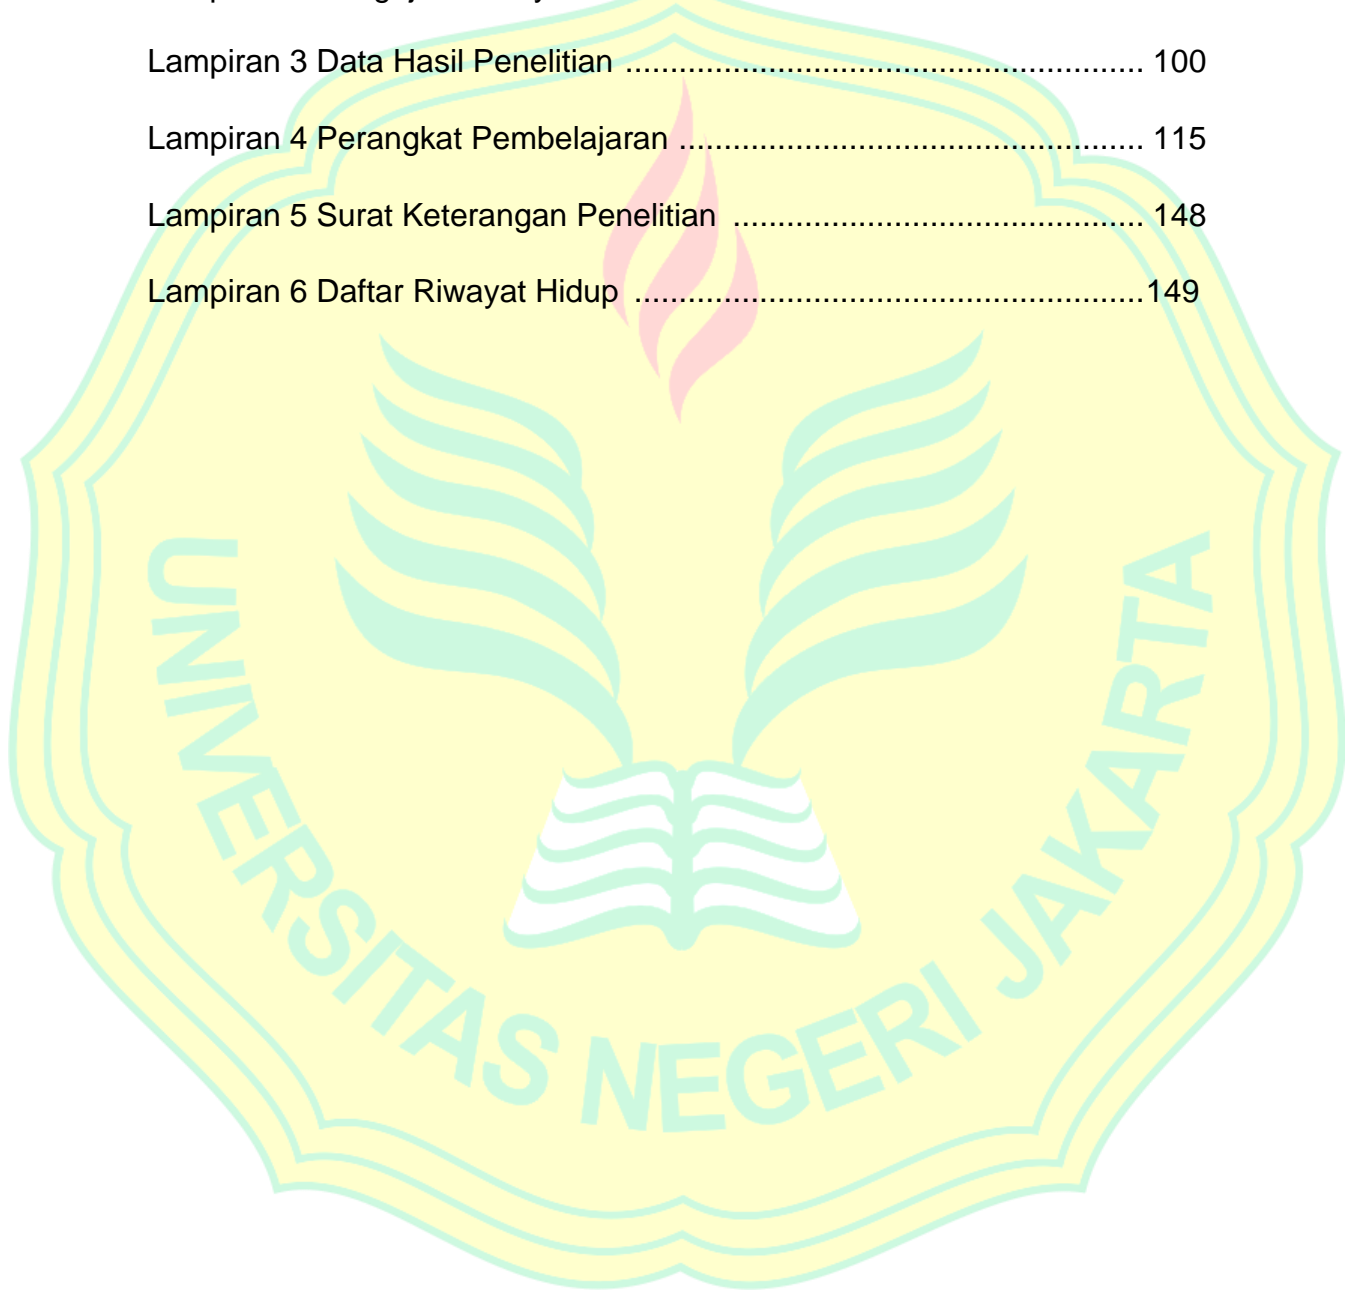 Lampiran 3 Data Hasil Penelitian .......................................................... 100
Lampiran 4 Perangkat Pembelajaran .................................................... 115
Lampiran 5 Surat Keterangan Penelitian .............................................. 148
Lampiran 6 Daftar Riwayat Hidup .........................................................149
UNIVERSITAS NEGERI JAKARTA